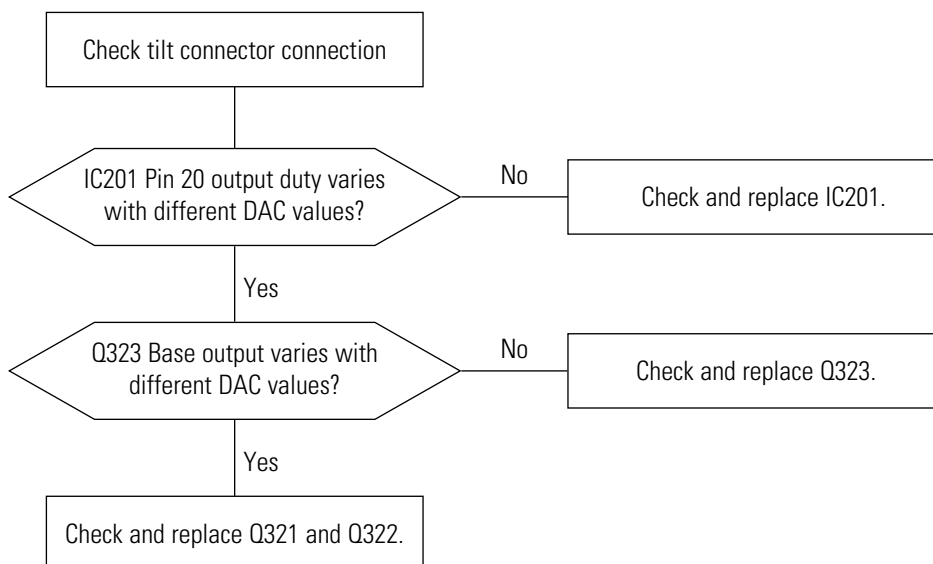 Check tilt connector connection
IC201 Pin 20 output duty varies
with different DAC values?
No
Check and replace IC201.
Yes
Q323 Base output varies with
different DAC values?
No
Check and replace Q323.
Yes
Check and replace Q321 and Q322.